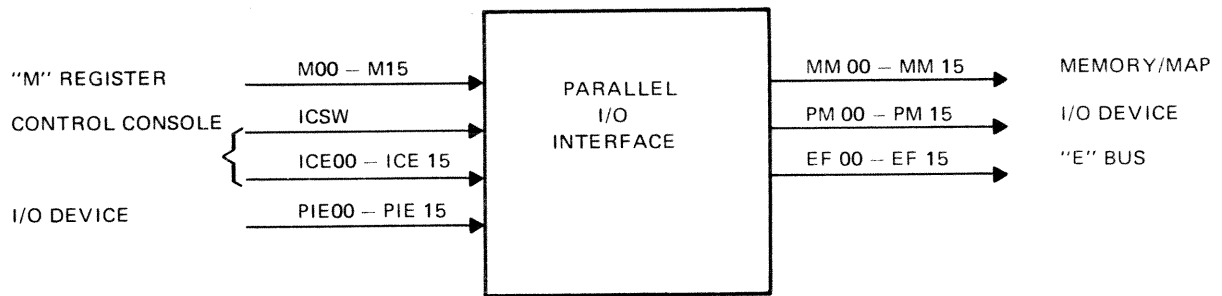 "M" REGISTER
M00 – M15
CONTROL CONSOLE
ICSW
ICE00 – ICE 15
I/O DEVICE
PIE00 – PIE 15
PARALLEL
I/O
INTERFACE
MM 00 – MM 15
MEMORY/MAP
PM 00 – PM 15
I/O DEVICE
EF 00 – EF 15
"E" BUS